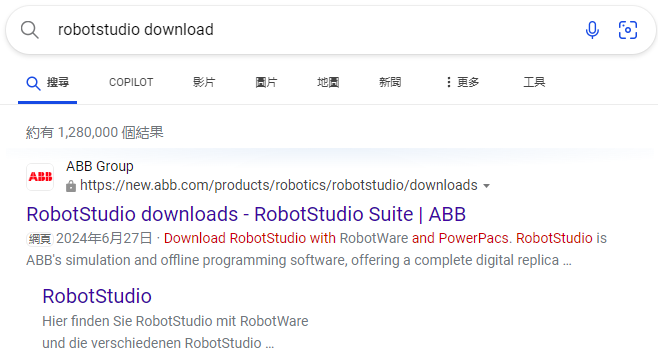 robotstudio download
搜尋 COPILOT 影片 圖片 地圖 新聞 更多 工具
約有 1,280,000 個結果
ABB ABB Group
https://new.abb.com/products/robotics/robotstudio/downloads
RobotStudio downloads - RobotStudio Suite | ABB
網頁 2024年6月27日 · Download RobotStudio with RobotWare and PowerPacs. RobotStudio is
ABB's simulation and offline programming software, offering a complete digital replica ...
RobotStudio
Hier finden Sie RobotStudio mit RobotWare
und die verschiedenen RobotStudio ...